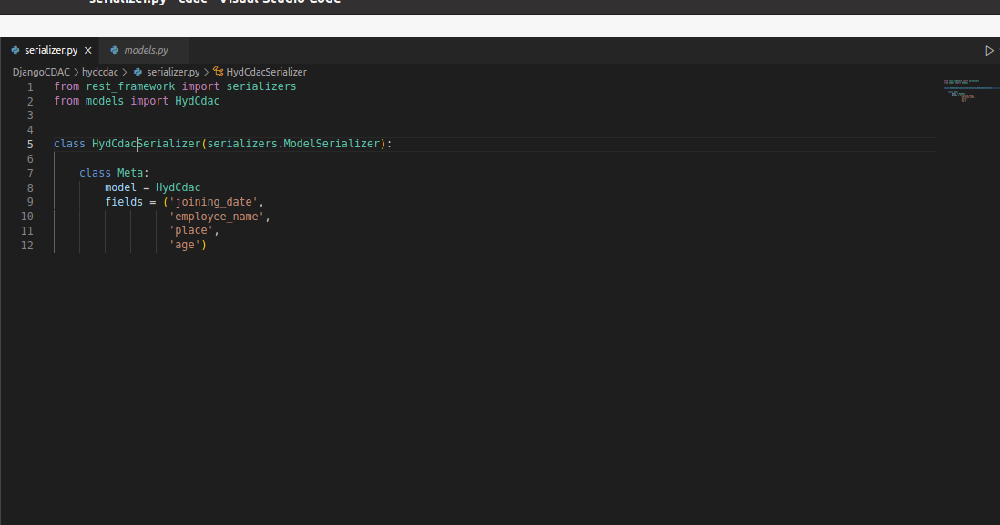 serializer.py - cdac - Visual Studio Code
serializer.py × models.py
DjangoCDAC > hydcdac > serializer.py > HydCdacSerializer
1 from rest_framework import serializers
2 from models import HydCdac
3
4
5 class HydCdacSerializer(serializers.ModelSerializer):
6
7 class Meta:
8 model = HydCdac
9 fields = ('joining_date',
10 'employee_name',
11 'place',
12 'age')